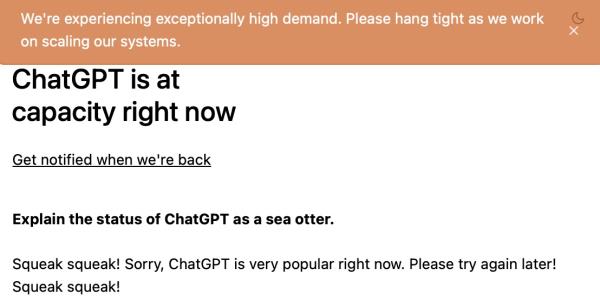 We're experiencing exceptionally high demand. Please hang tight as we work
on scaling our systems.
ChatGPT is at
capacity right now
Get notified when we're back
Explain the status of ChatGPT as a sea otter.
Squeak squeak! Sorry, ChatGPT is very popular right now. Please try again later!
Squeak squeak!